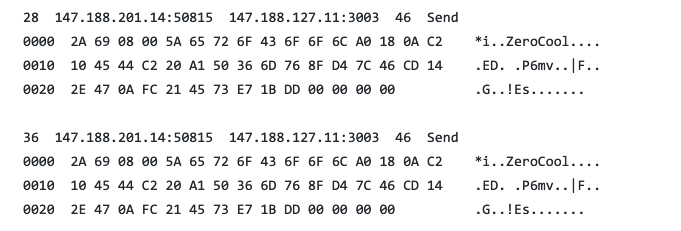 28 147.188.201.14:50815 147.188.127.11:3003 46 Send
0000 2A 69 08 00 5A 65 72 6F 43 6F 6F 6C A0 18 0A C2 *i..ZeroCool....
0010 10 45 44 C2 20 A1 50 36 6D 76 8F D4 7C 46 CD 14 .ED. .P6mv..|F..
0020 2E 47 0A FC 21 45 73 E7 1B DD 00 00 00 00 .G..!Es.......
36 147.188.201.14:50815 147.188.127.11:3003 46 Send
0000 2A 69 08 00 5A 65 72 6F 43 6F 6F 6C A0 18 0A C2 *i..ZeroCool....
0010 10 45 44 C2 20 A1 50 36 6D 76 8F D4 7C 46 CD 14 .ED. .P6mv..|F..
0020 2E 47 0A FC 21 45 73 E7 1B DD 00 00 00 00 .G..!Es.......